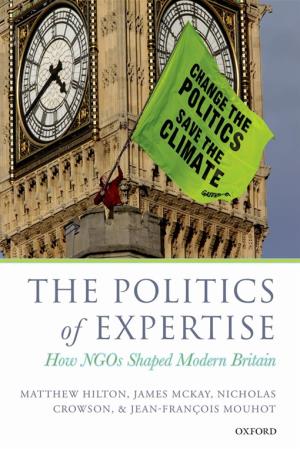 CHANGE THE
POLITICS
SAVE THE
CLIMATE
THE POLITICS
of EXPERTISE
How NGOs Shaped Modern Britain
MATTHEW HILTON, JAMES MCKAY, NICHOLAS
CROWSON, & JEAN-FRANÇOIS MOUHOT
OXFORD